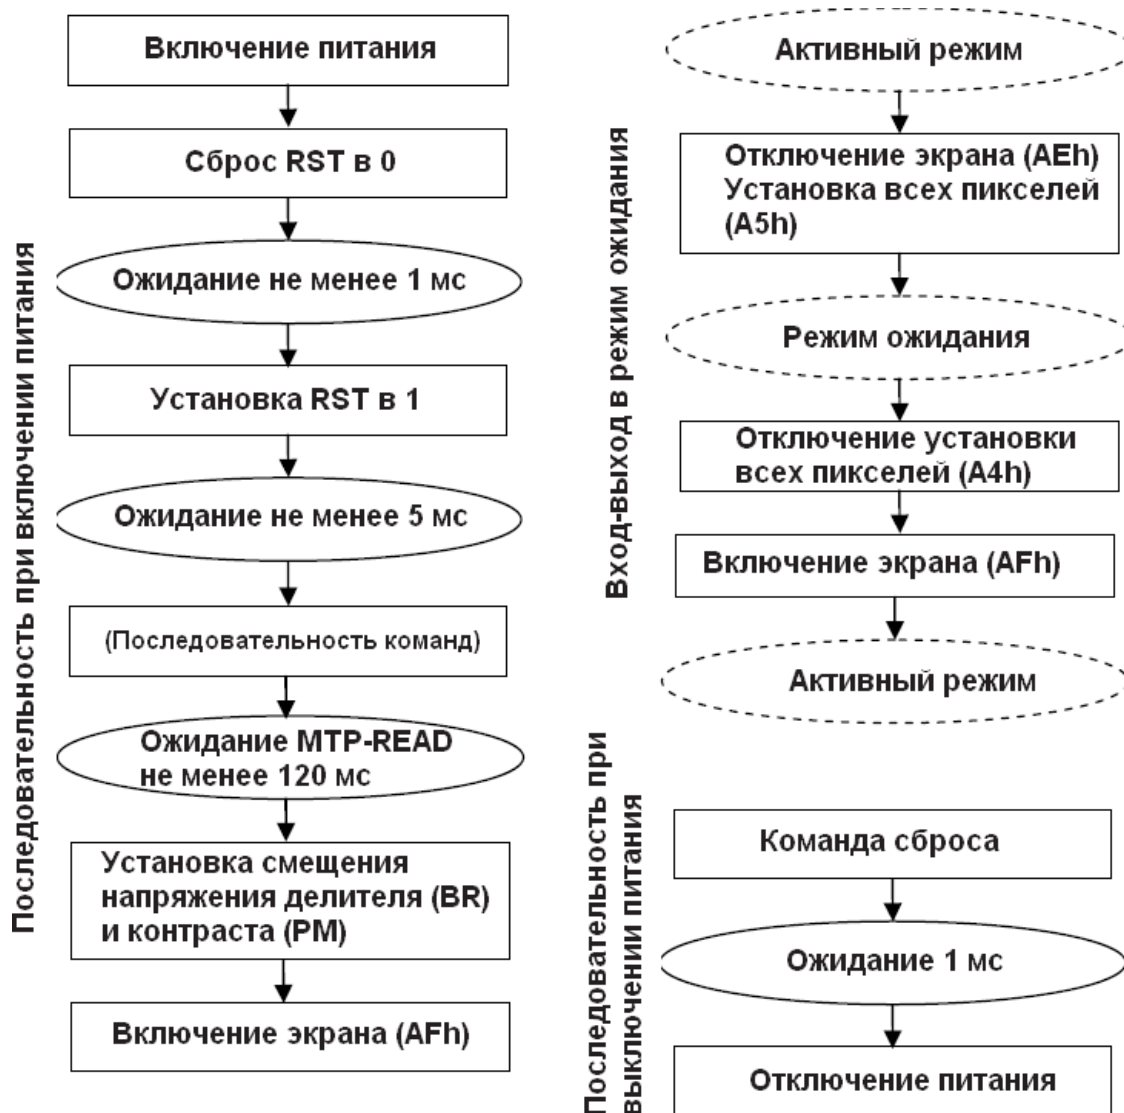 Последовательность при включении питания
Включение питания
Сброс RST в 0
Ожидание не менее 1 мс
Установка RST в 1
Ожидание не менее 5 мс
(Последовательность команд)
Ожидание MTP-READ
не менее 120 мс
Установка смещения
напряжения делителя (BR)
и контраста (PM)
Включение экрана (AFh)
Вход-выход в режим ожидания
Активный режим
Отключение экрана (AEh)
Установка всех пикселей
(A5h)
Режим ожидания
Отключение установки
всех пикселей (A4h)
Включение экрана (AFh)
Активный режим
Последовательность при
выключении питания
Команда сброса
Ожидание 1 мс
Отключение питания